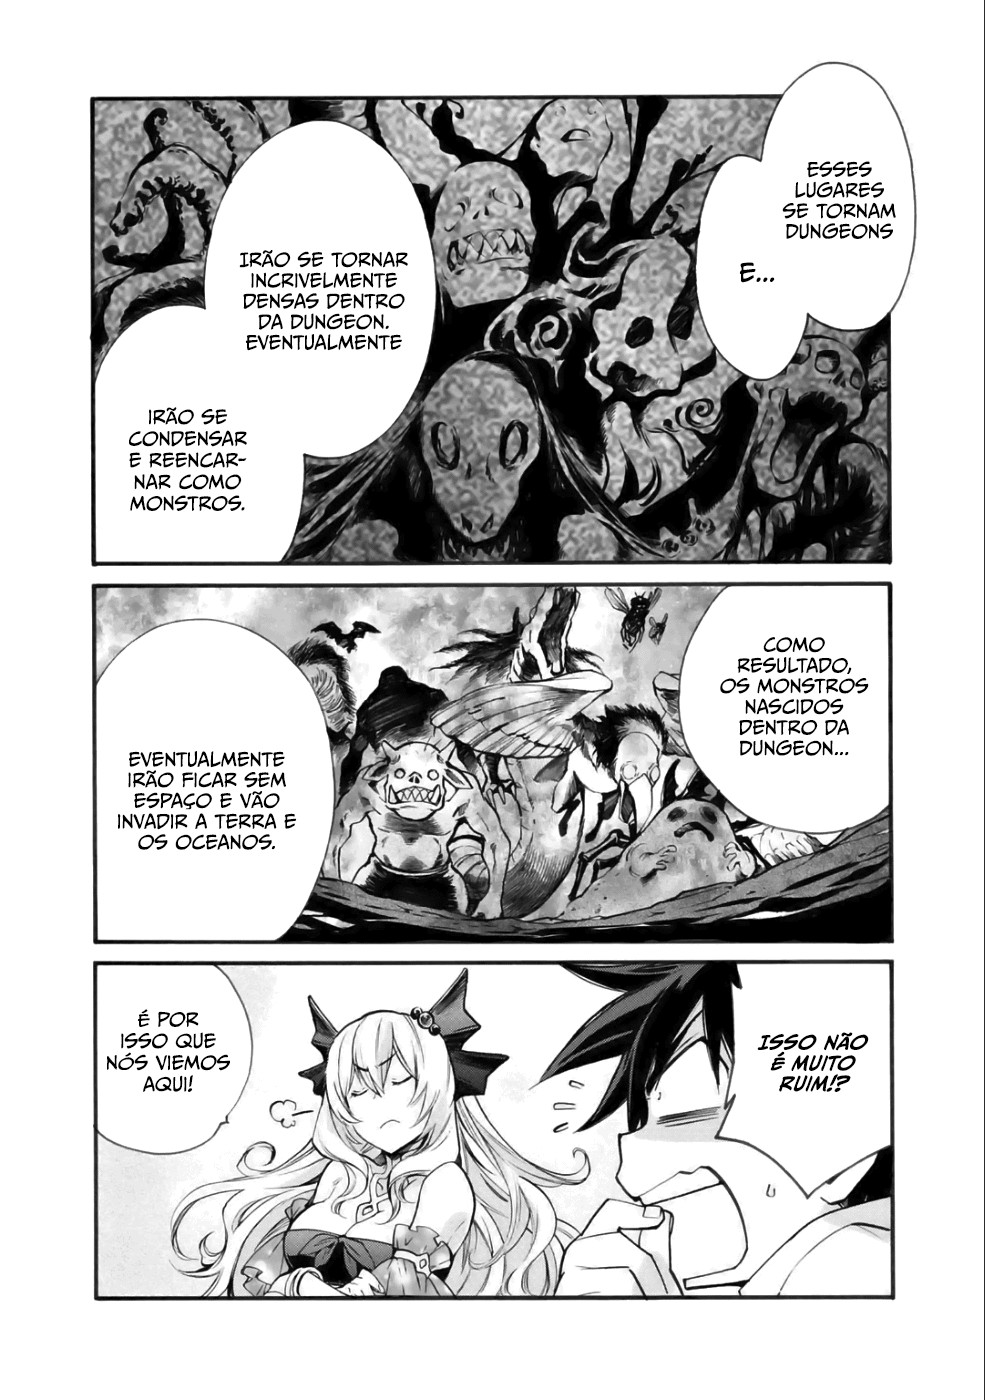 ESSES
LUGARES
SE TORNAM
DUNGEONS
E...
IRÃO SE TORNAR
INCRIVELMENTE
DENSAS DENTRO
DA DUNGEON.
EVENTUALMENTE
IRÃO SE
CONDENSAR
E REENCAR-
NAR COMO
MONSTROS.
COMO
RESULTADO,
OS MONSTROS
NASCIDOS
DENTRO DA
DUNGEON...
EVENTUALMENTE
IRÃO FICAR SEM
ESPAÇO E VÃO
INVADIR A TERRA E
OS OCEANOS.
ISSO NÃO
É MUITO
RUIM!?
É POR
ISSO QUE
NÓS VIEMOS
AQUI!